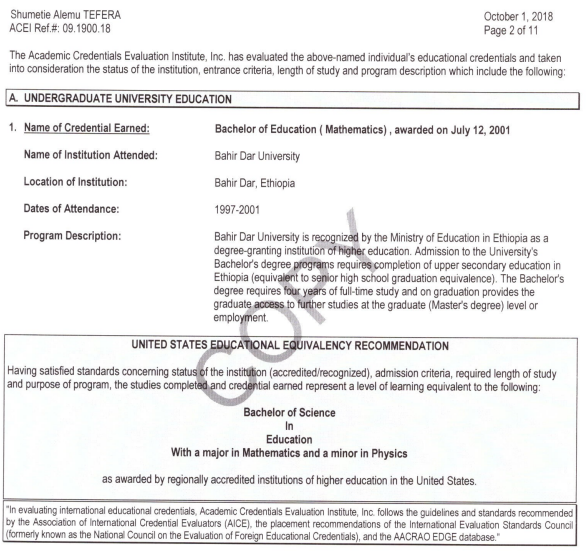 Shumetie Alemu TEFERA
October 1, 2018
ACEI Ref.#: 09.1900.18
Page 2 of 11
The Academic Credentials Evaluation Institute, Inc. has evaluated the above-named individual's educational credentials and taken
into consideration the status of the institution, entrance criteria, length of study and program description which include the following:
A. UNDERGRADUATE UNIVERSITY EDUCATION
1. Name of Credential Earned: Bachelor of Education ( Mathematics) , awarded on July 12, 2001
Name of Institution Attended: Bahir Dar University
Location of Institution: Bahir Dar, Ethiopia
Dates of Attendance: 1997-2001
Program Description: Bahir Dar University is recognized by the Ministry of Education in Ethiopia as a
degree-granting institution of higher education. Admission to the University's
Bachelor's degree programs requires completion of upper secondary education in
Ethiopia (equivalent to senior high school graduation equivalence). The Bachelor's
degree requires four years of full-time study and on graduation provides the
graduate access to further studies at the graduate (Master's degree) level or
employment.
COPY
UNITED STATES EDUCATIONAL EQUIVALENCY RECOMMENDATION
Having satisfied standards concerning status of the institution (accredited/recognized), admission criteria, required length of study
and purpose of program, the studies completed and credential earned represent a level of learning equivalent to the following:
Bachelor of Science
In
Education
With a major in Mathematics and a minor in Physics
as awarded by regionally accredited institutions of higher education in the United States.
"In evaluating international educational credentials, Academic Credentials Evaluation Institute, Inc. follows the guidelines and standards recommended
by the Association of International Credential Evaluators (AICE), the placement recommendations of the International Evaluation Standards Council
(formerly known as the National Council on the Evaluation of Foreign Educational Credentials), and the AACRAO EDGE database."